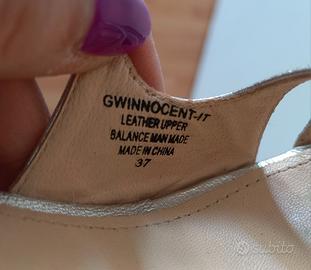 GWINNOCENT-IT
LEATHER UPPER
BALANCE MAN MADE
MADE IN CHINA
37
subito